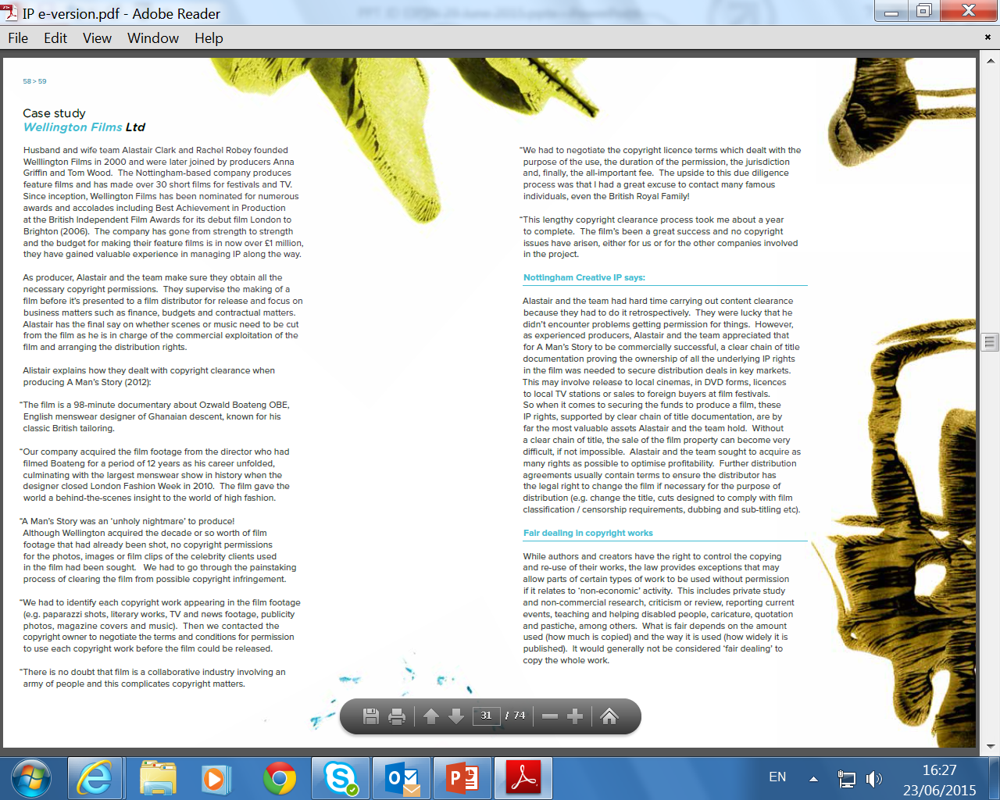 IP e-version.pdf - Adobe Reader
File Edit View Window Help
58 > 59
Case study
Wellington Films Ltd
Husband and wife team Alastair Clark and Rachel Robey founded
Welllington Films in 2000 and were later joined by producers Anna
Griffin and Tom Wood. The Nottingham-based company produces
feature films and has made over 30 short films for festivals and TV.
Since inception, Wellington Films has been nominated for numerous
awards and accolades including Best Achievement in Production
at the British Independent Film Awards for its debut film London to
Brighton (2006). The company has gone from strength to strength
and the budget for making their feature films is in now over £1 million,
they have gained valuable experience in managing IP along the way.
As producer, Alastair and the team make sure they obtain all the
necessary copyright permissions. They supervise the making of a
film before it's presented to a film distributor for release and focus on
business matters such as finance, budgets and contractual matters.
Alastair has the final say on whether scenes or music need to be cut
from the film as he is in charge of the commercial exploitation of the
film and arranging the distribution rights.
Alistair explains how they dealt with copyright clearance when
producing A Man's Story (2012):
“The film is a 98-minute documentary about Ozwald Boateng OBE,
English menswear designer of Ghanaian descent, known for his
classic British tailoring.
“Our company acquired the film footage from the director who had
filmed Boateng for a period of 12 years as his career unfolded,
culminating with the largest menswear show in history when the
designer closed London Fashion Week in 2010. The film gave the
world a behind-the-scenes insight to the world of high fashion.
“A Man's Story was an ‘unholy nightmare’ to produce!
Although Wellington acquired the decade or so worth of film
footage that had already been shot, no copyright permissions
for the photos, images or film clips of the celebrity clients used
in the film had been sought. We had to go through the painstaking
process of clearing the film from possible copyright infringement.
“We had to identify each copyright work appearing in the film footage
(e.g. paparazzi shots, literary works, TV and news footage, publicity
photos, magazine covers and music). Then we contacted the
copyright owner to negotiate the terms and conditions for permission
to use each copyright work before the film could be released.
“There is no doubt that film is a collaborative industry involving an
army of people and this complicates copyright matters.
“We had to negotiate the copyright licence terms which dealt with the
purpose of the use, the duration of the permission, the jurisdiction
and, finally, the all-important fee. The upside to this due diligence
process was that I had a great excuse to contact many famous
individuals, even the British Royal Family!
“This lengthy copyright clearance process took me about a year
to complete. The film's been a great success and no copyright
issues have arisen, either for us or for the other companies involved
in the project.
Nottingham Creative IP says:
Alastair and the team had hard time carrying out content clearance
because they had to do it retrospectively. They were lucky that he
didn't encounter problems getting permission for things. However,
as experienced producers, Alastair and the team appreciated that
for A Man's Story to be commercially successful, a clear chain of title
documentation proving the ownership of all the underlying IP rights
in the film was needed to secure distribution deals in key markets.
This may involve release to local cinemas, in DVD forms, licences
to local TV stations or sales to foreign buyers at film festivals.
So when it comes to securing the funds to produce a film, these
IP rights, supported by clear chain of title documentation, are by
far the most valuable assets Alastair and the team hold. Without
a clear chain of title, the sale of the film property can become very
difficult, if not impossible. Alastair and the team sought to acquire as
many rights as possible to optimise profitability. Further distribution
agreements usually contain terms to ensure the distributor has
the legal right to change the film if necessary for the purpose of
distribution (e.g. change the title, cuts designed to comply with film
classification / censorship requirements, dubbing and sub-titling etc).
Fair dealing in copyright works
While authors and creators have the right to control the copying
and re-use of their works, the law provides exceptions that may
allow parts of certain types of work to be used without permission
if it relates to ‘non-economic’ activity. This includes private study
and non-commercial research, criticism or review, reporting current
events, teaching and helping disabled people, caricature, quotation
and pastiche, among others. What is fair depends on the amount
used (how much is copied) and the way it is used (how widely it is
published). It would generally not be considered ‘fair dealing’ to
copy the whole work.
31 / 74
EN
16:27
23/06/2015